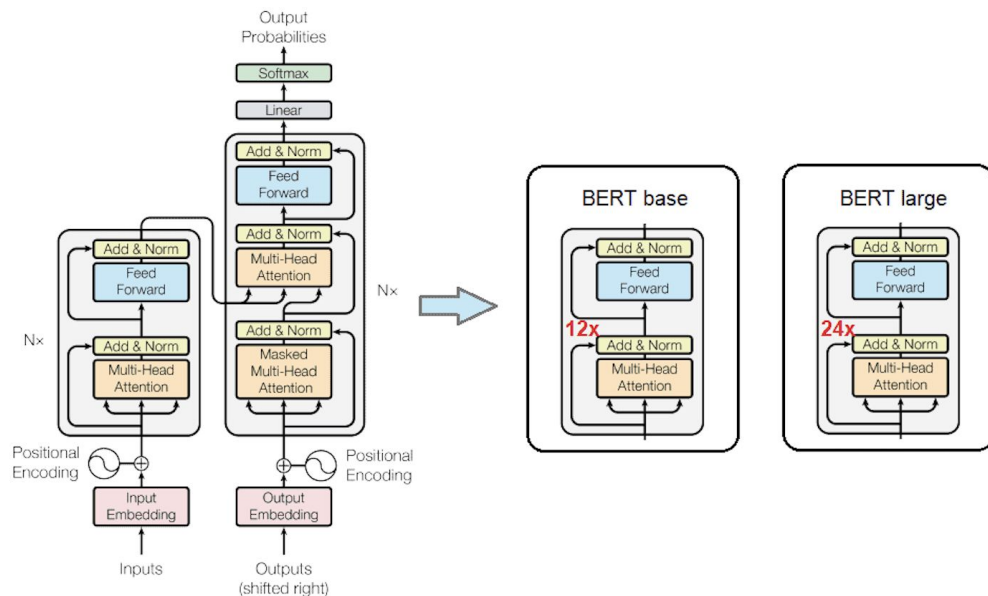 Output
Probabilities
Softmax
Linear
Add & Norm
Feed
Forward
Add & Norm
Multi-Head
Attention
Add & Norm
Masked
Multi-Head
Attention
N×
Add & Norm
Feed
Forward
N×
Add & Norm
Multi-Head
Attention
Positional
Encoding
Positional
Encoding
Input
Embedding
Output
Embedding
Inputs
Outputs
(shifted right)
BERT base
Add & Norm
Feed
Forward
12x
Add & Norm
Multi-Head
Attention
BERT large
Add & Norm
Feed
Forward
24x
Add & Norm
Multi-Head
Attention